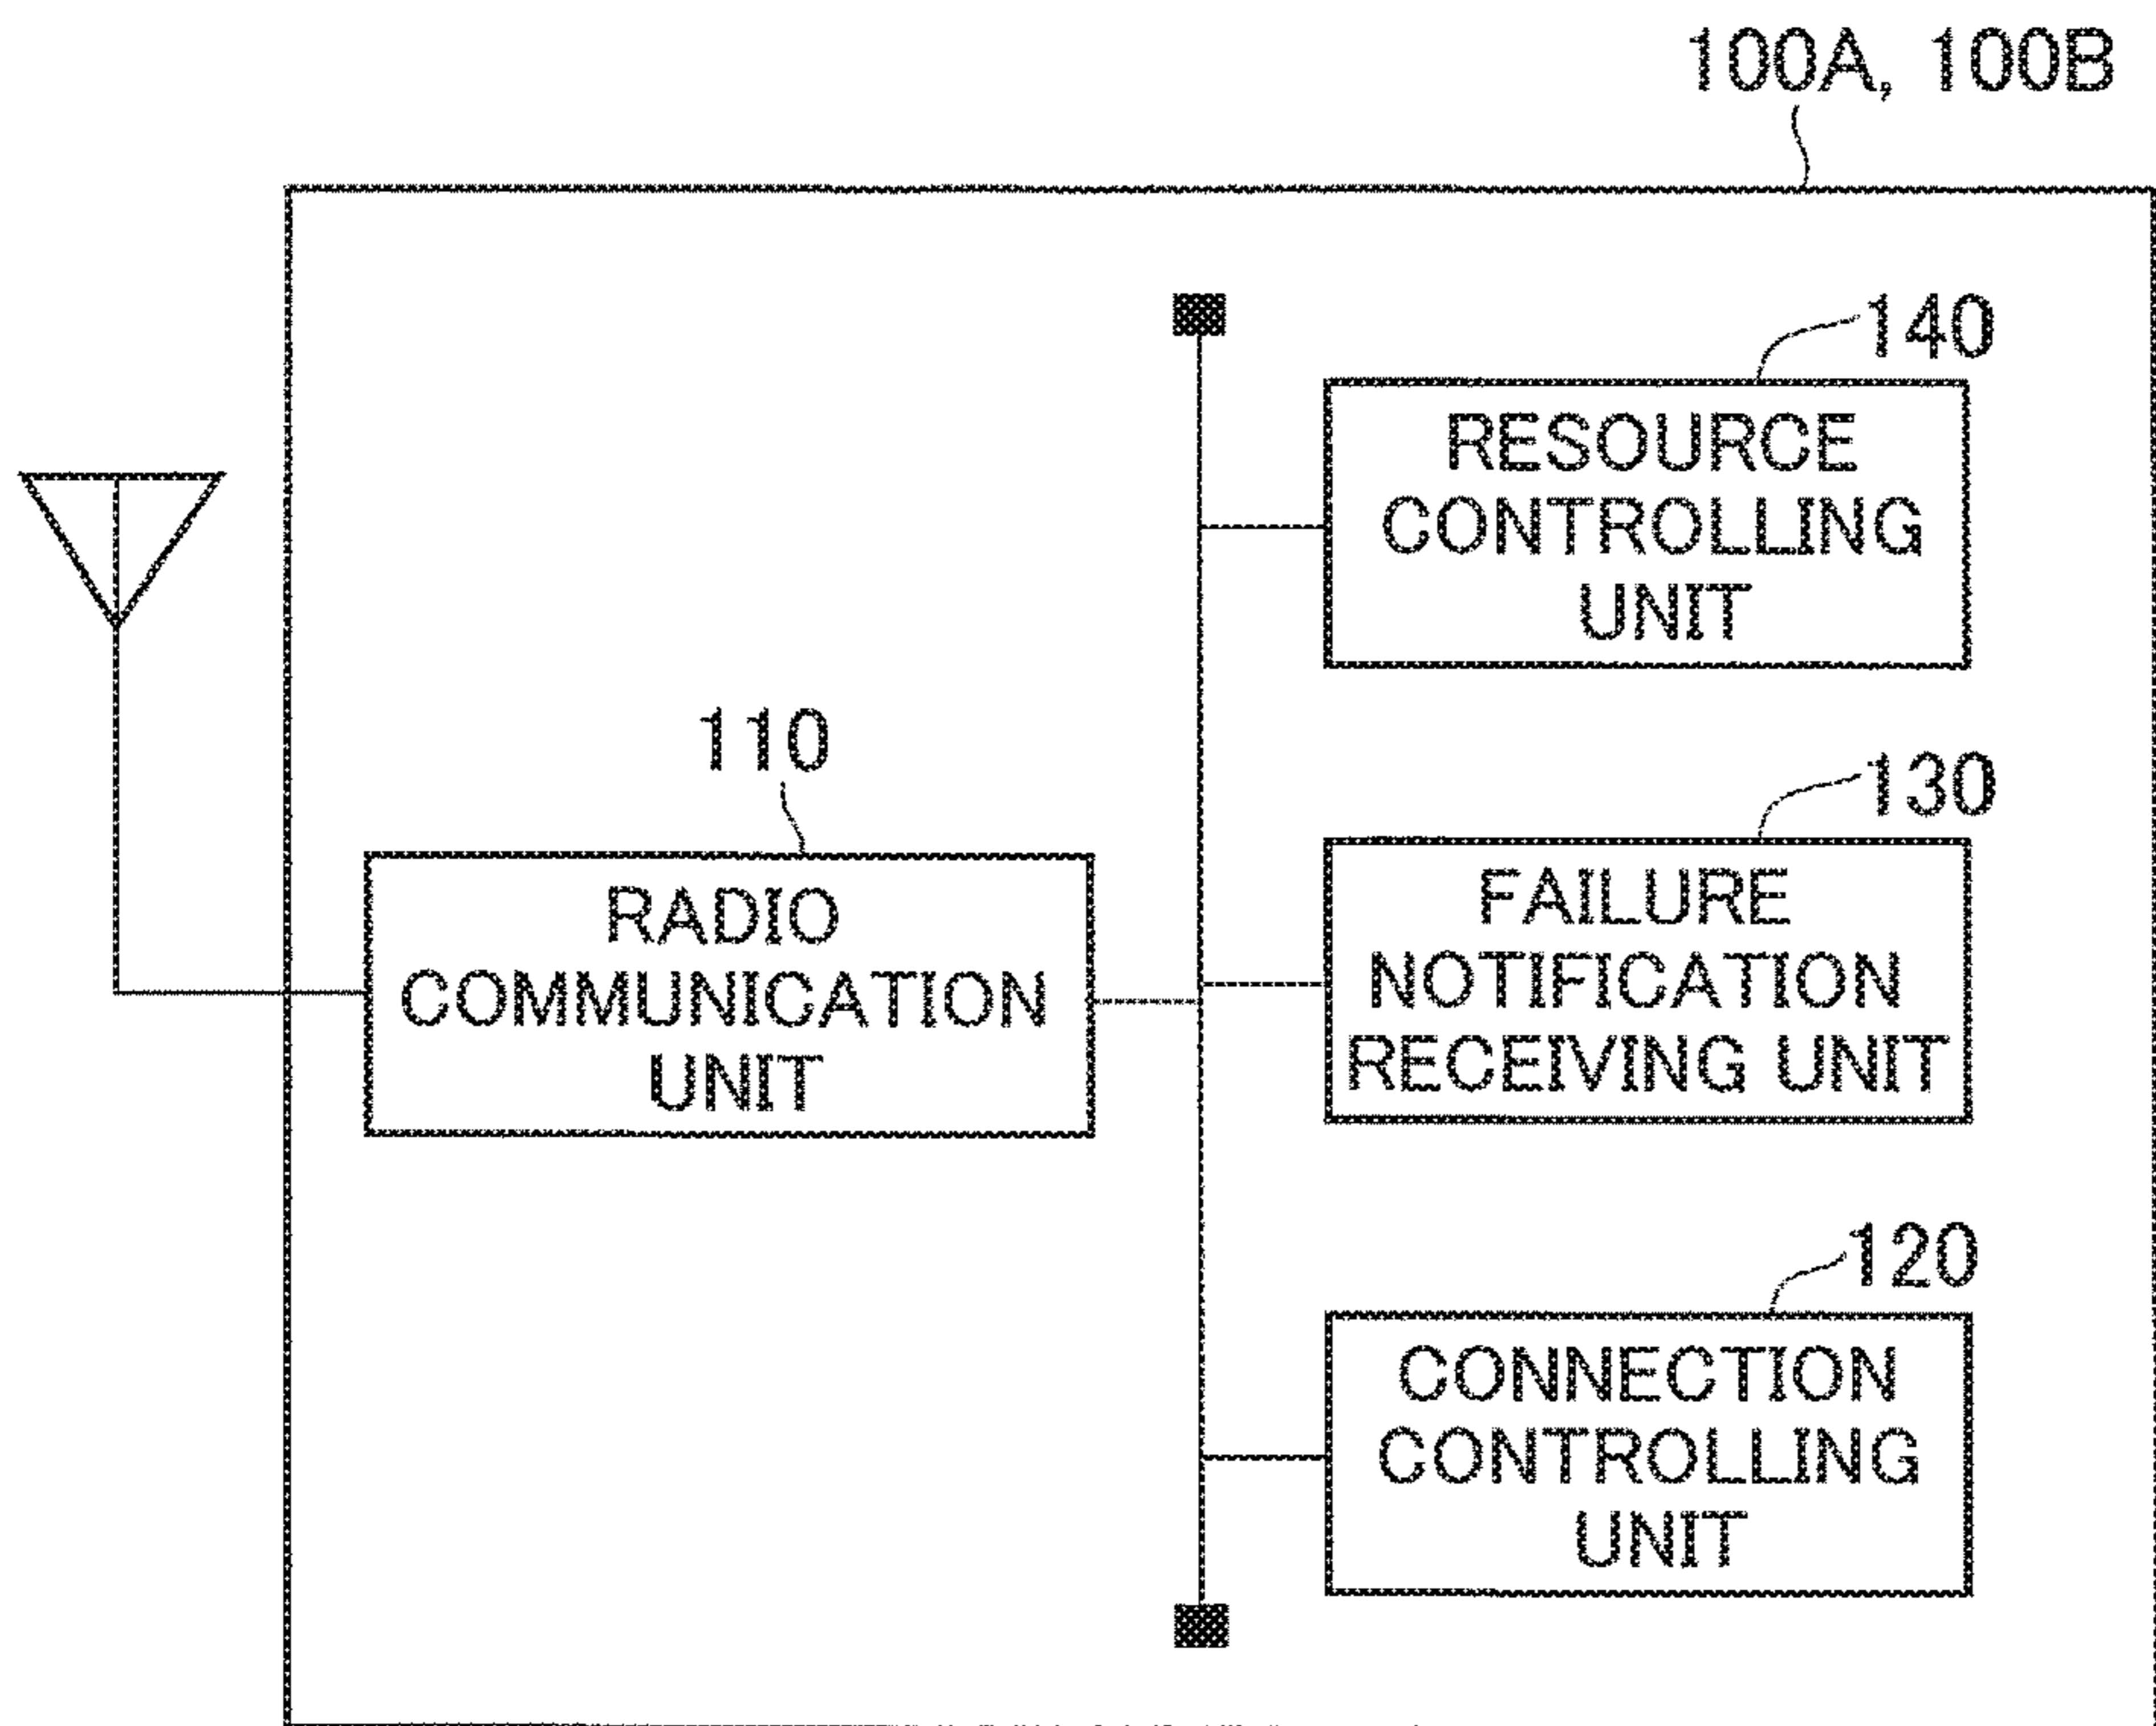 100A, 100B
140
RESOURCE
CONTROLLING
UNIT
110
RADIO
COMMUNICATION
UNIT
130
FAILURE
NOTIFICATION
RECEIVING UNIT
120
CONNECTION
CONTROLLING
UNIT